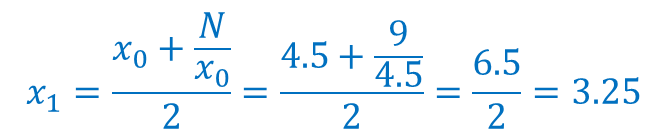 x₁ = (x₀ + N/x₀)/2 = (4.5 + 9/4.5)/2 = 6.5/2 = 3.25